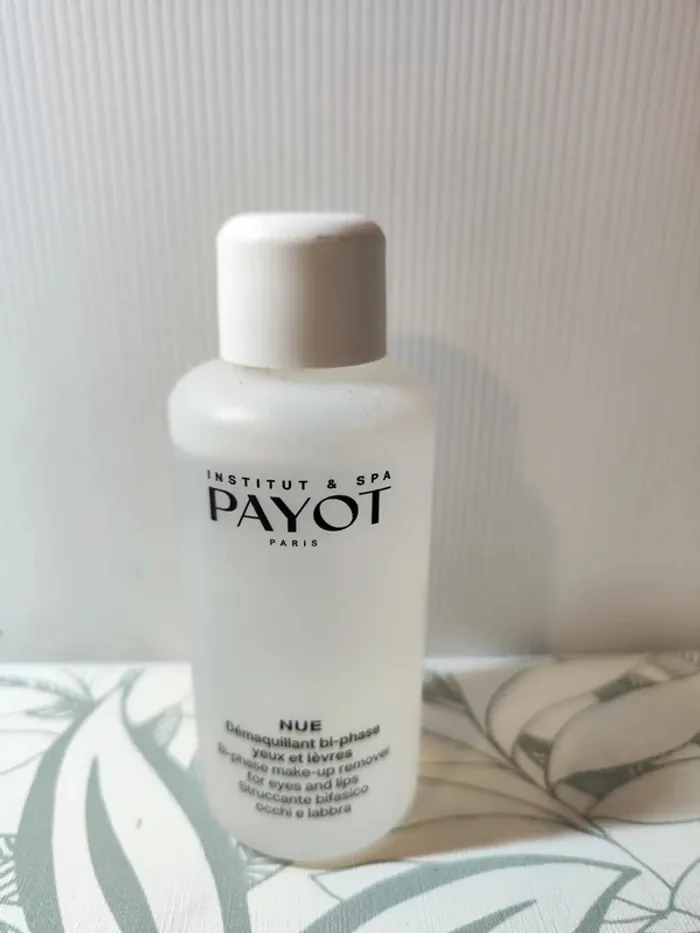 INSTITUT & SPA
PAYOT
PARIS
NUE
Démaquillant bi-phase
yeux et lèvres
Bi-phase make-up remover
for eyes and lips
Struccante bifasico
occhi e labbra